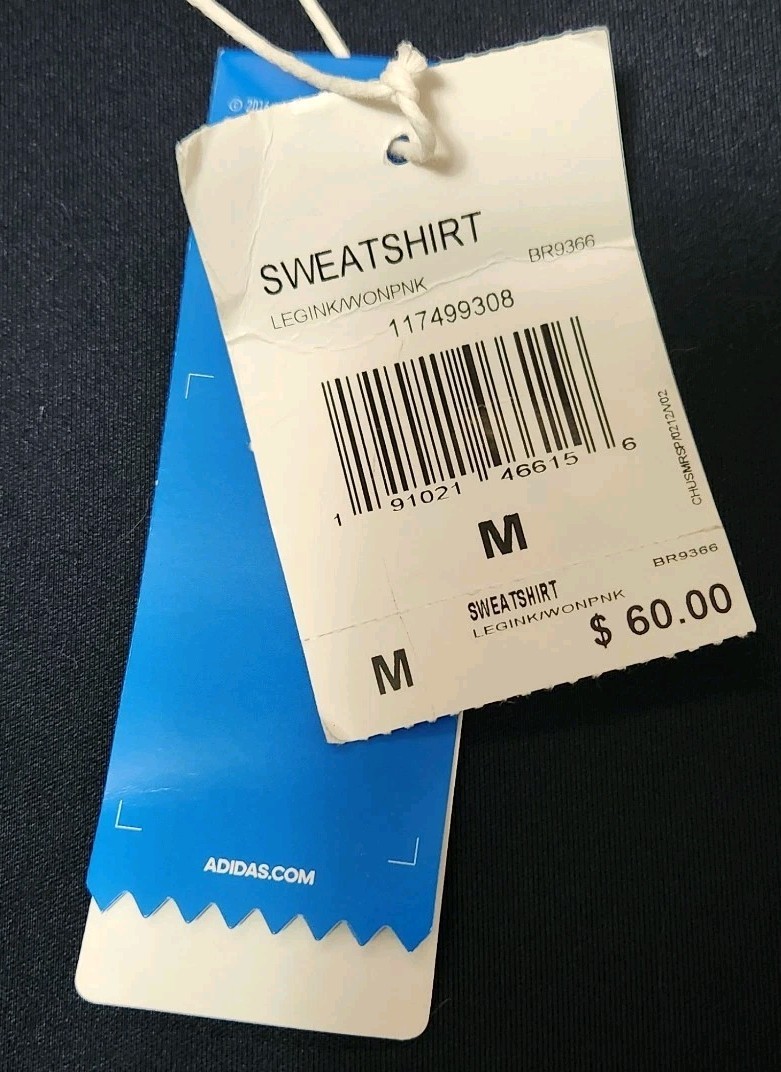 © 2016
SWEATSHIRT
BR9366
LEGINK/WONPNK
117499308
1 91021 46615 6
CHUSMRSP/0212/V02
M
BR9366
SWEATSHIRT
LEGINK/WONPNK
$ 60.00
M
ADIDAS.COM